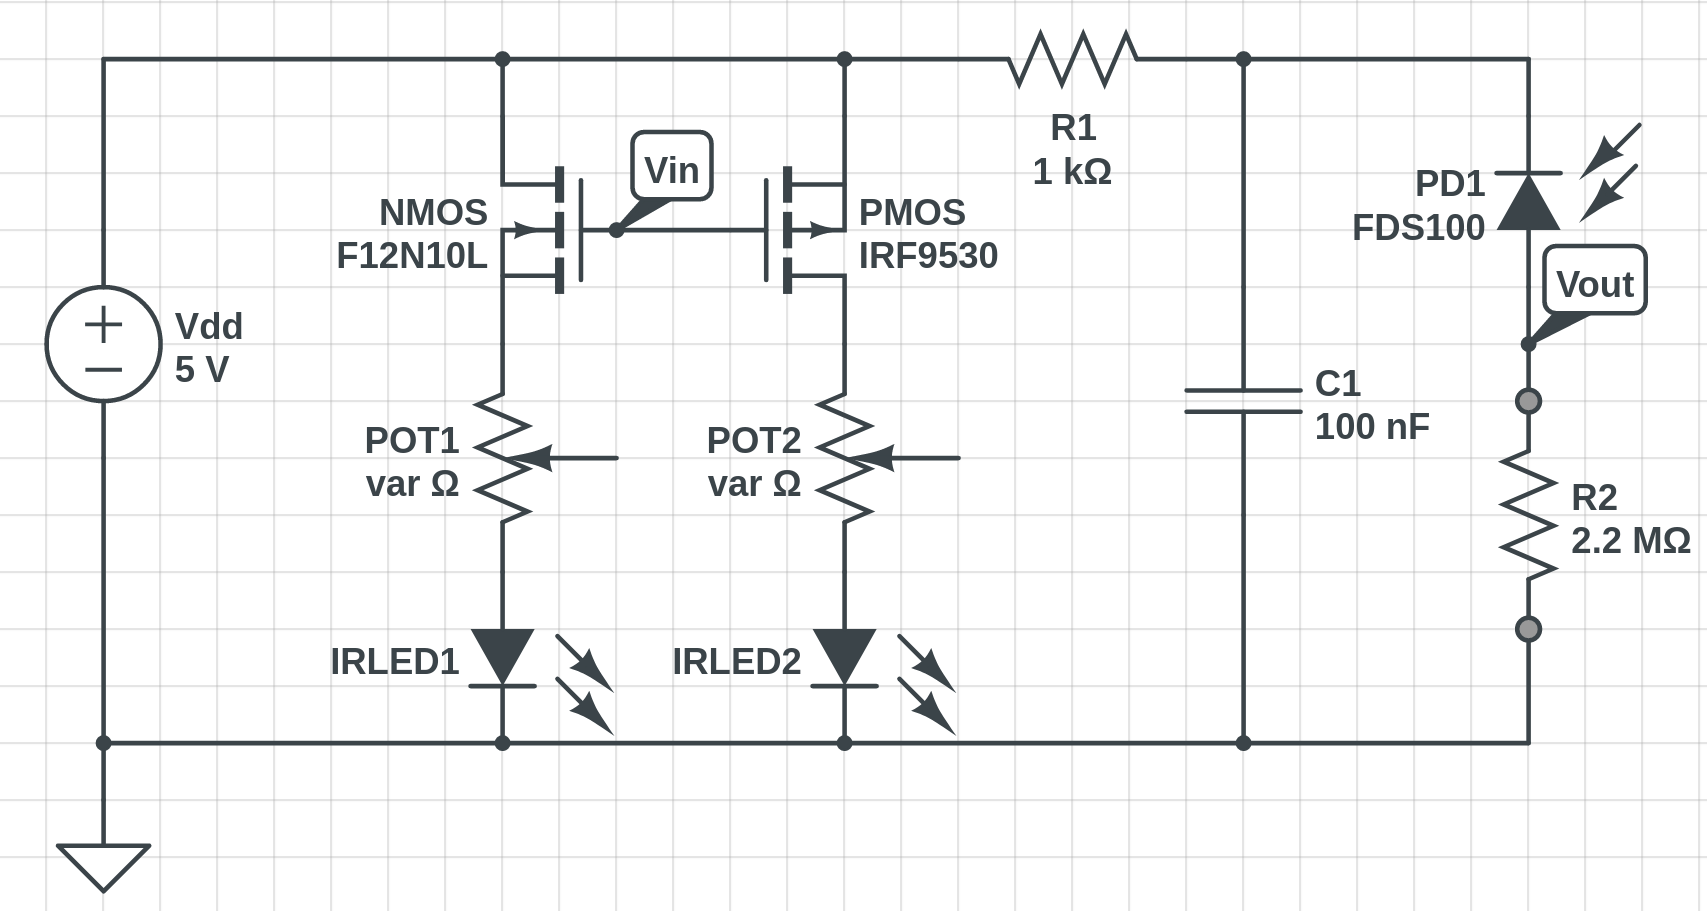 Vin
R1
1 kΩ
PD1
FDS100
NMOS
F12N10L
PMOS
IRF9530
Vout
Vdd
5 V
C1
100 nF
POT1
var Ω
POT2
var Ω
R2
2.2 MΩ
IRLED1
IRLED2